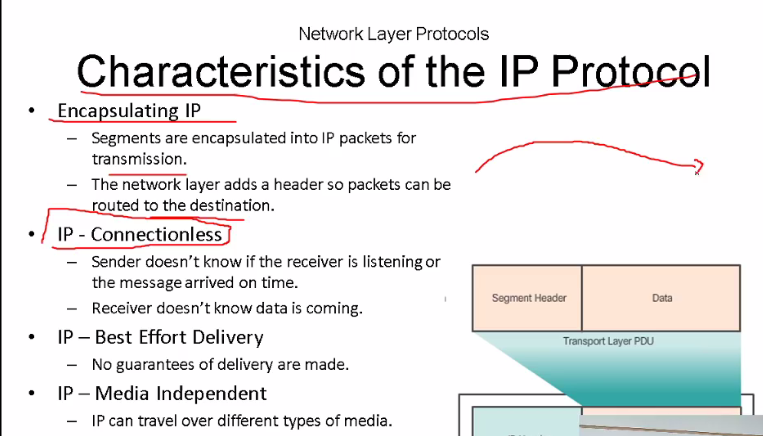 Network Layer Protocols
Characteristics of the IP Protocol
• Encapsulating IP
– Segments are encapsulated into IP packets for
transmission.
– The network layer adds a header so packets can be
routed to the destination.
• IP - Connectionless
– Sender doesn't know if the receiver is listening or
the message arrived on time.
– Receiver doesn't know data is coming.
• IP – Best Effort Delivery
– No guarantees of delivery are made.
• IP – Media Independent
– IP can travel over different types of media.
Segment Header
Data
Transport Layer PDU